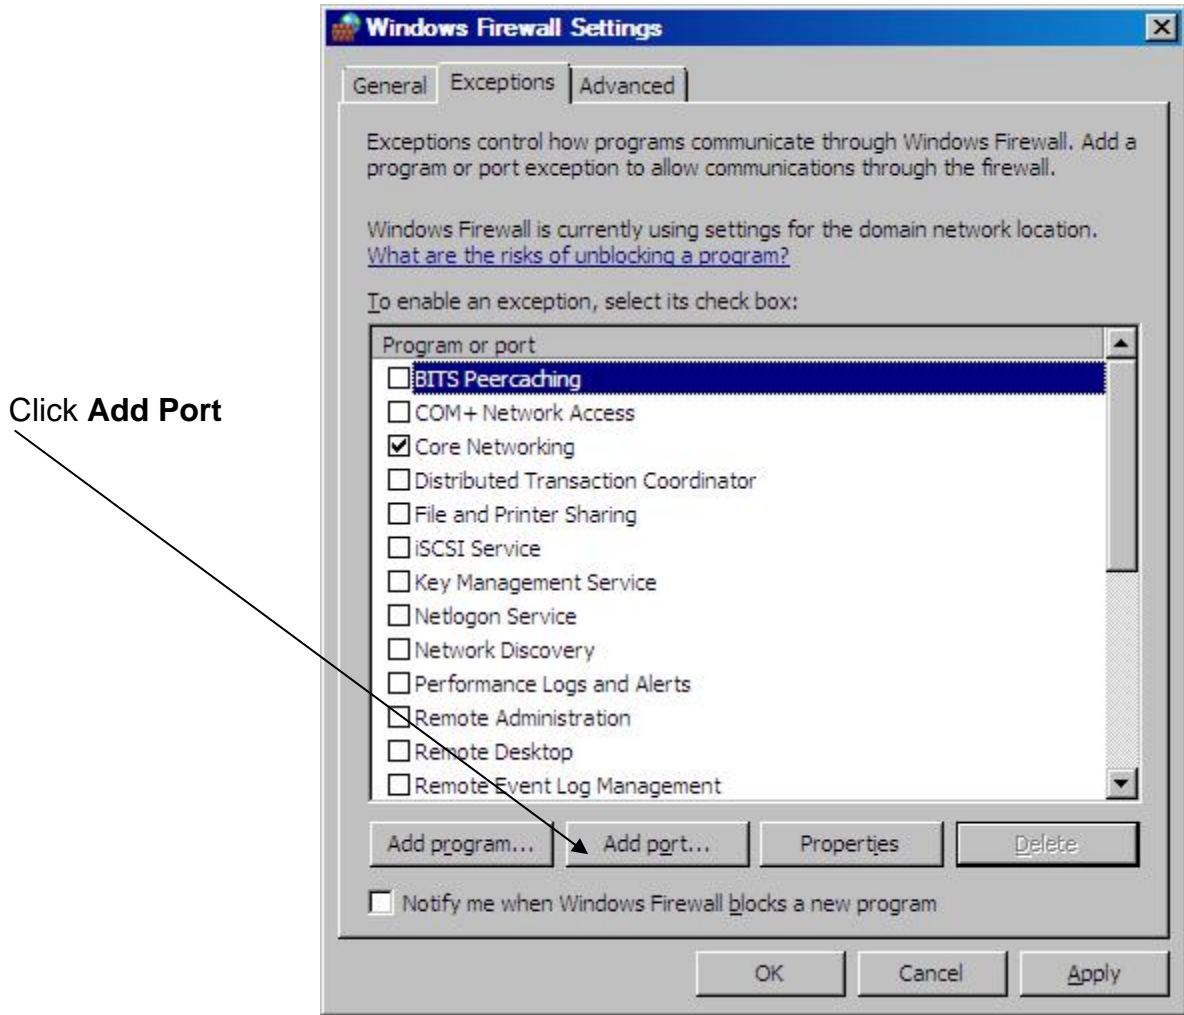 Windows Firewall Settings
General Exceptions Advanced
Exceptions control how programs communicate through Windows Firewall. Add a
program or port exception to allow communications through the firewall.
Windows Firewall is currently using settings for the domain network location.
What are the risks of unblocking a program?
To enable an exception, select its check box:
Program or port
BITS Peercaching
Click Add Port
COM+ Network Access
Core Networking
Distributed Transaction Coordinator
File and Printer Sharing
iSCSI Service
Key Management Service
Netlogon Service
Network Discovery
Performance Logs and Alerts
Remote Administration
Remote Desktop
Remote Event Log Management
Add program... Add port... Properties Delete
Notify me when Windows Firewall blocks a new program
OK Cancel Apply